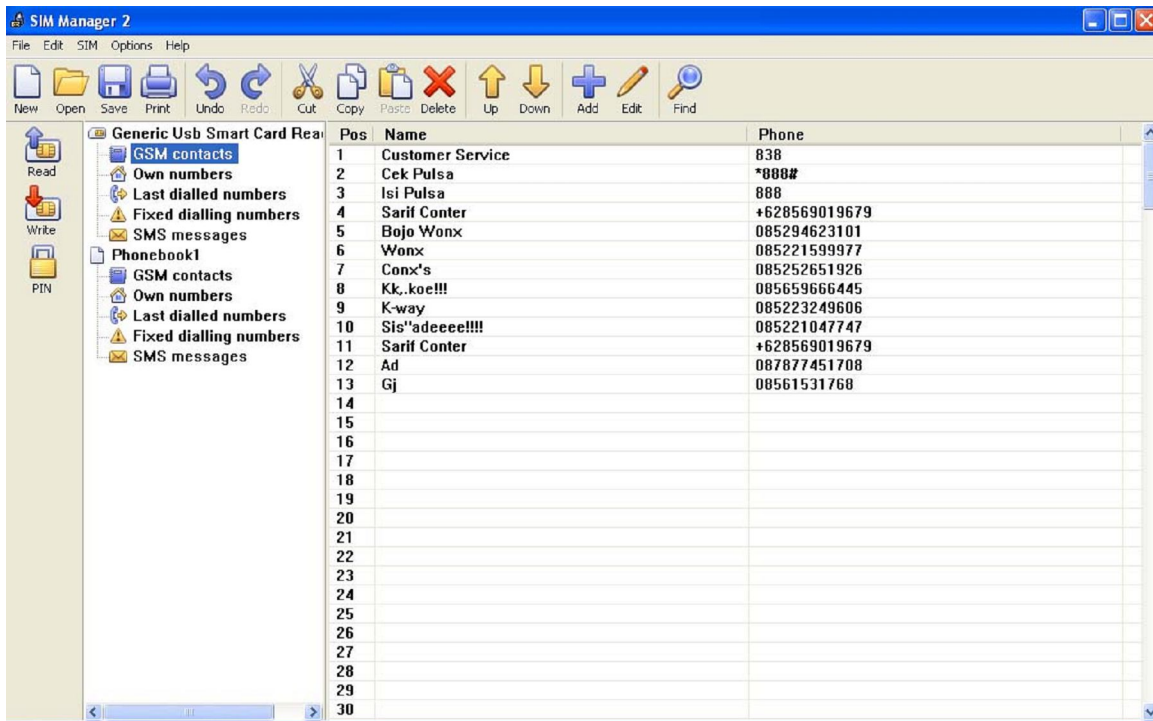 SIM Manager 2
File Edit SIM Options Help
New Open Save Print Undo Redo Cut Copy Paste Delete Up Down Add Edit Find
Read
Write
PIN
Generic Usb Smart Card Rea
GSM contacts
Own numbers
Last dialled numbers
Fixed dialling numbers
SMS messages
Phonebook1
GSM contacts
Own numbers
Last dialled numbers
Fixed dialling numbers
SMS messages
Pos Name Phone
1 Customer Service 838
2 Cek Pulsa *888#
3 Isi Pulsa 888
4 Sarif Conter +628569019679
5 Bojo Wonx 085294623101
6 Wonx 085221599977
7 Conx's 085252651926
8 Kk,.koe!!! 085659666445
9 K-way 085223249606
10 Sis"adeeee!!!! 085221047747
11 Sarif Conter +628569019679
12 Ad 087877451708
13 Gj 08561531768
14
15
16
17
18
19
20
21
22
23
24
25
26
27
28
29
30